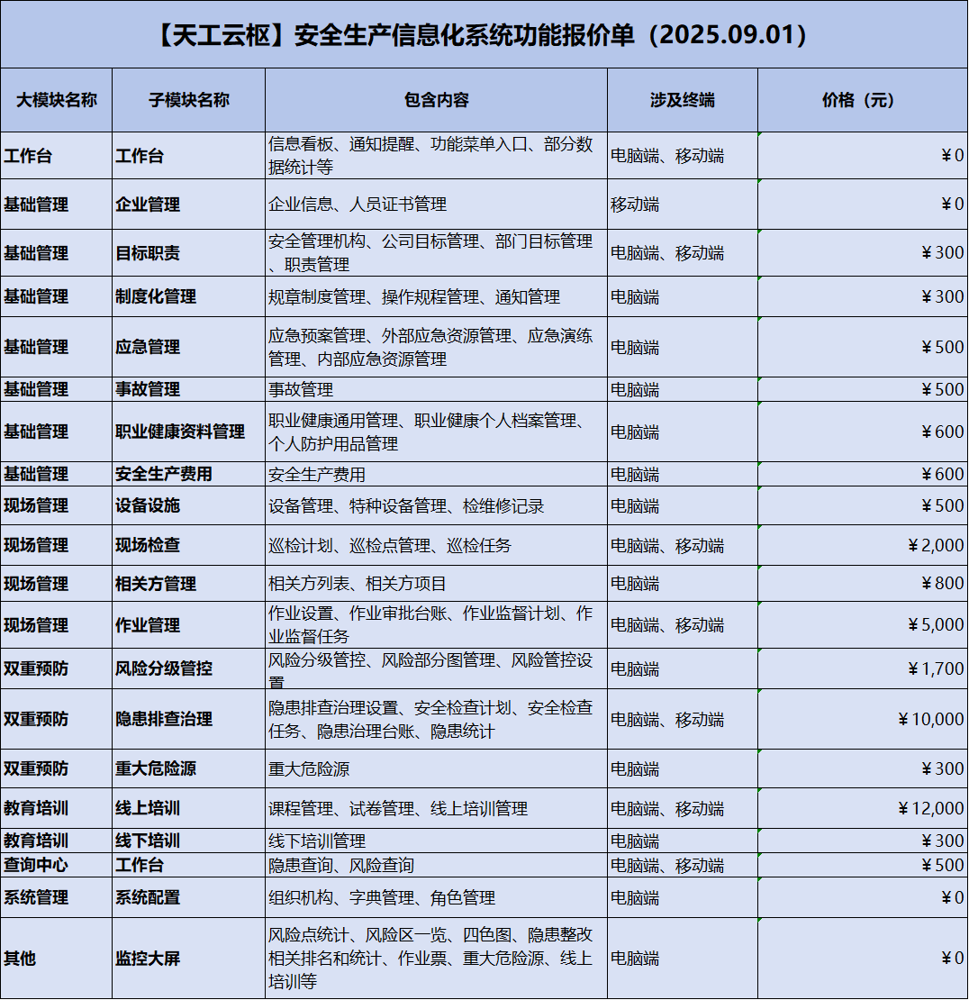 【天工云枢】安全生产信息化系统功能报价单（2025.09.01）
大模块名称 子模块名称 包含内容 涉及终端 价格（元）
工作台 工作台 信息看板、通知提醒、功能菜单入口、部分数
据统计等 电脑端、移动端 ￥0
基础管理 企业管理 企业信息、人员证书管理 移动端 ￥0
基础管理 目标职责 安全管理机构、公司目标管理、部门目标管理
、职责管理 电脑端、移动端 ￥300
基础管理 制度化管理 规章制度管理、操作规程管理、通知管理 电脑端 ￥300
基础管理 应急管理 应急预案管理、外部应急资源管理、应急演练
管理、内部应急资源管理 电脑端 ￥500
基础管理 事故管理 事故管理 电脑端 ￥500
基础管理 职业健康资料管理 职业健康通用管理、职业健康个人档案管理、
个人防护用品管理 电脑端 ￥600
基础管理 安全生产费用 安全生产费用 电脑端 ￥600
现场管理 设备设施 设备管理、特种设备管理、检维修记录 电脑端 ￥500
现场管理 现场检查 巡检计划、巡检点管理、巡检任务 电脑端、移动端 ￥2,000
现场管理 相关方管理 相关方列表、相关方项目 电脑端 ￥800
现场管理 作业管理 作业设置、作业审批台账、作业监督计划、作
业监督任务 电脑端、移动端 ￥5,000
双重预防 风险分级管控 风险分级管控、风险部分图管理、风险管控设
置 电脑端 ￥1,700
双重预防 隐患排查治理 隐患排查治理设置、安全检查计划、安全检查
任务、隐患治理台账、隐患统计 电脑端、移动端 ￥10,000
双重预防 重大危险源 重大危险源 电脑端 ￥300
教育培训 线上培训 课程管理、试卷管理、线上培训管理 电脑端、移动端 ￥12,000
教育培训 线下培训 线下培训管理 电脑端 ￥300
查询中心 工作台 隐患查询、风险查询 电脑端、移动端 ￥500
系统管理 系统配置 组织机构、字典管理、角色管理 电脑端 ￥0
其他 监控大屏 风险点统计、风险区一览、四色图、隐患整改
相关排名和统计、作业票、重大危险源、线上
培训等 电脑端 ￥0